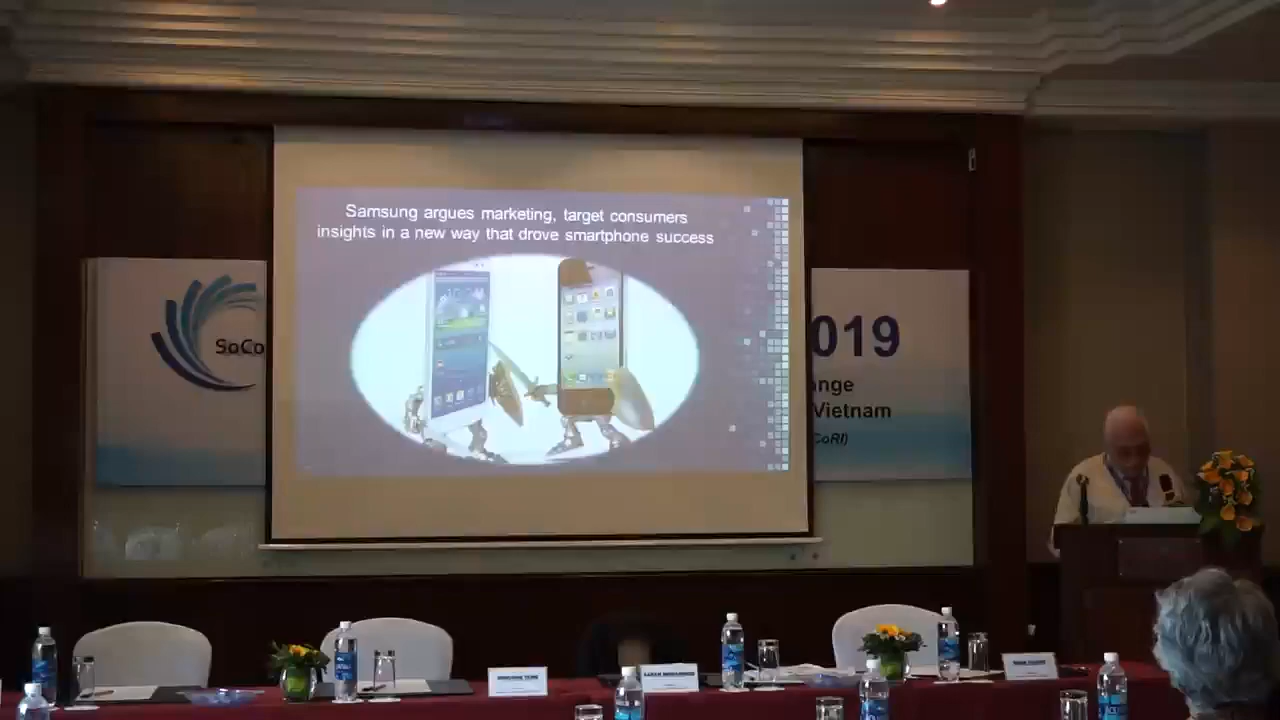 Samsung argues marketing, target consumers
insights in a new way that drove smartphone success
SoCo
019
ange
Vietnam
CoRI)